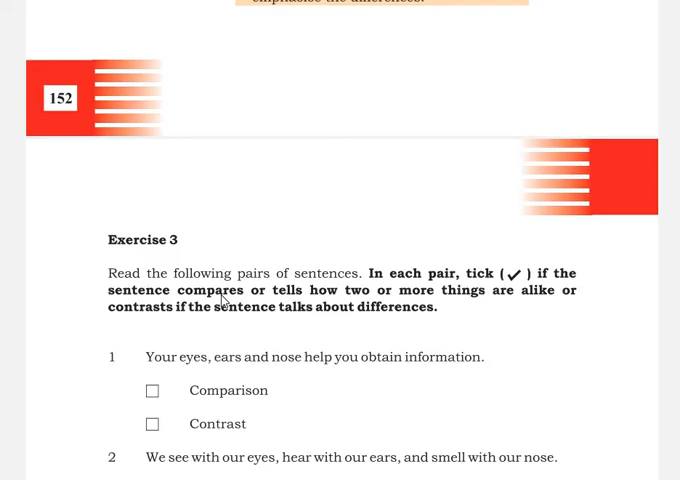 emphasise the differences.
152
Exercise 3
Read the following pairs of sentences. In each pair, tick (✓) if the
sentence compares or tells how two or more things are alike or
contrasts if the sentence talks about differences.
1 Your eyes, ears and nose help you obtain information.
Comparison
Contrast
2 We see with our eyes, hear with our ears, and smell with our nose.